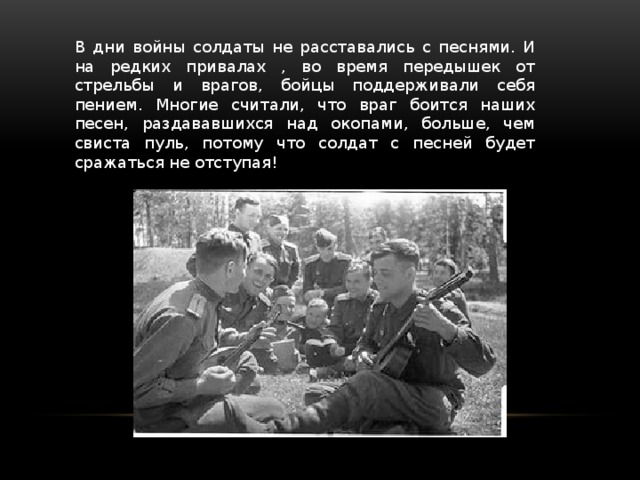 В дни войны солдаты не расставались с песнями. И
на редких привалах , во время передышек от
стрельбы и врагов, бойцы поддерживали себя
пением. Многие считали, что враг боится наших
песен, раздававшихся над окопами, больше, чем
свиста пуль, потому что солдат с песней будет
сражаться не отступая!